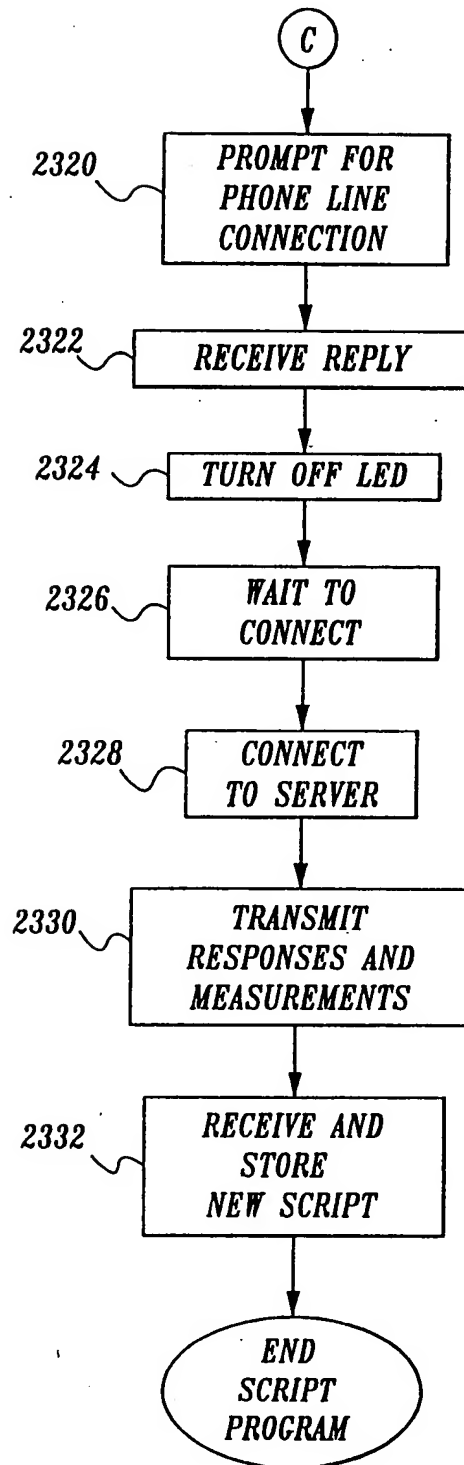 C
2320
PROMPT FOR
PHONE LINE
CONNECTION
2322
RECEIVE REPLY
2324
TURN OFF LED
2326
WAIT TO
CONNECT
2328
CONNECT
TO SERVER
2330
TRANSMIT
RESPONSES AND
MEASUREMENTS
2332
RECEIVE AND
STORE
NEW SCRIPT
END
SCRIPT
PROGRAM